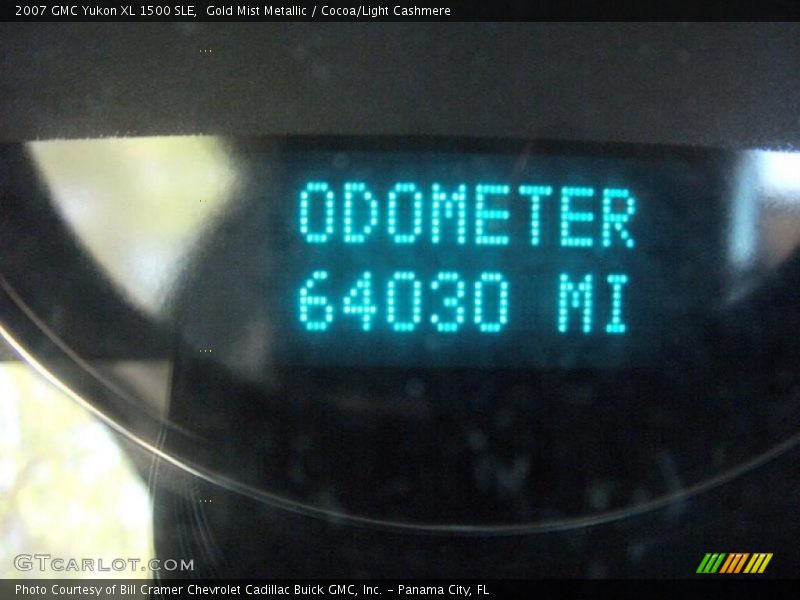 2007 GMC Yukon XL 1500 SLE,  Gold Mist Metallic / Cocoa/Light Cashmere
ODOMETER
64030 MI
GTcarlot.com
Photo Courtesy of Bill Cramer Chevrolet Cadillac Buick GMC, Inc. - Panama City, FL